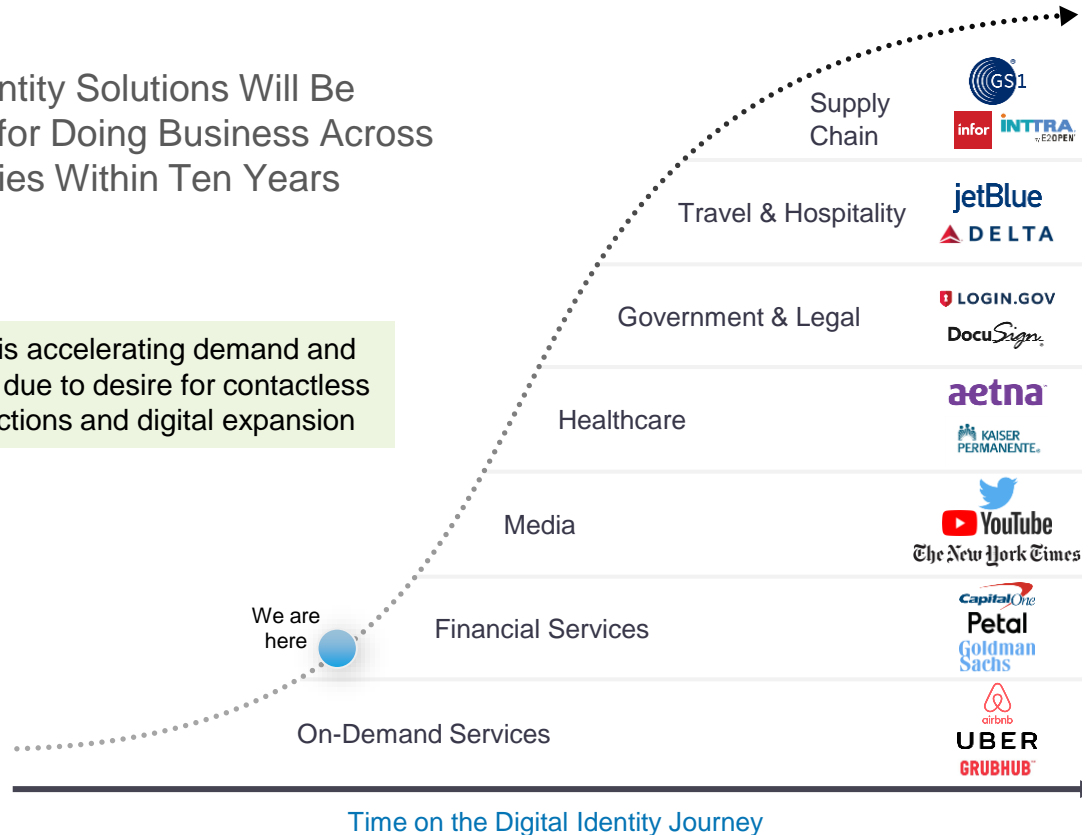 ntity Solutions Will Be
for Doing Business Across
ies Within Ten Years
is accelerating demand and
due to desire for contactless
ctions and digital expansion
Supply
Chain
GS1
infor
INTTRA
by E2OPEN
Travel & Hospitality
jetBlue
DELTA
Government & Legal
LOGIN.GOV
DocuSign
Healthcare
aetna
KAISER
PERMANENTE®
Media
YouTube
The New York Times
We are
here
Financial Services
Capital One
Petal
Goldman
Sachs
On-Demand Services
airbnb
UBER
GRUBHUB
Time on the Digital Identity Journey